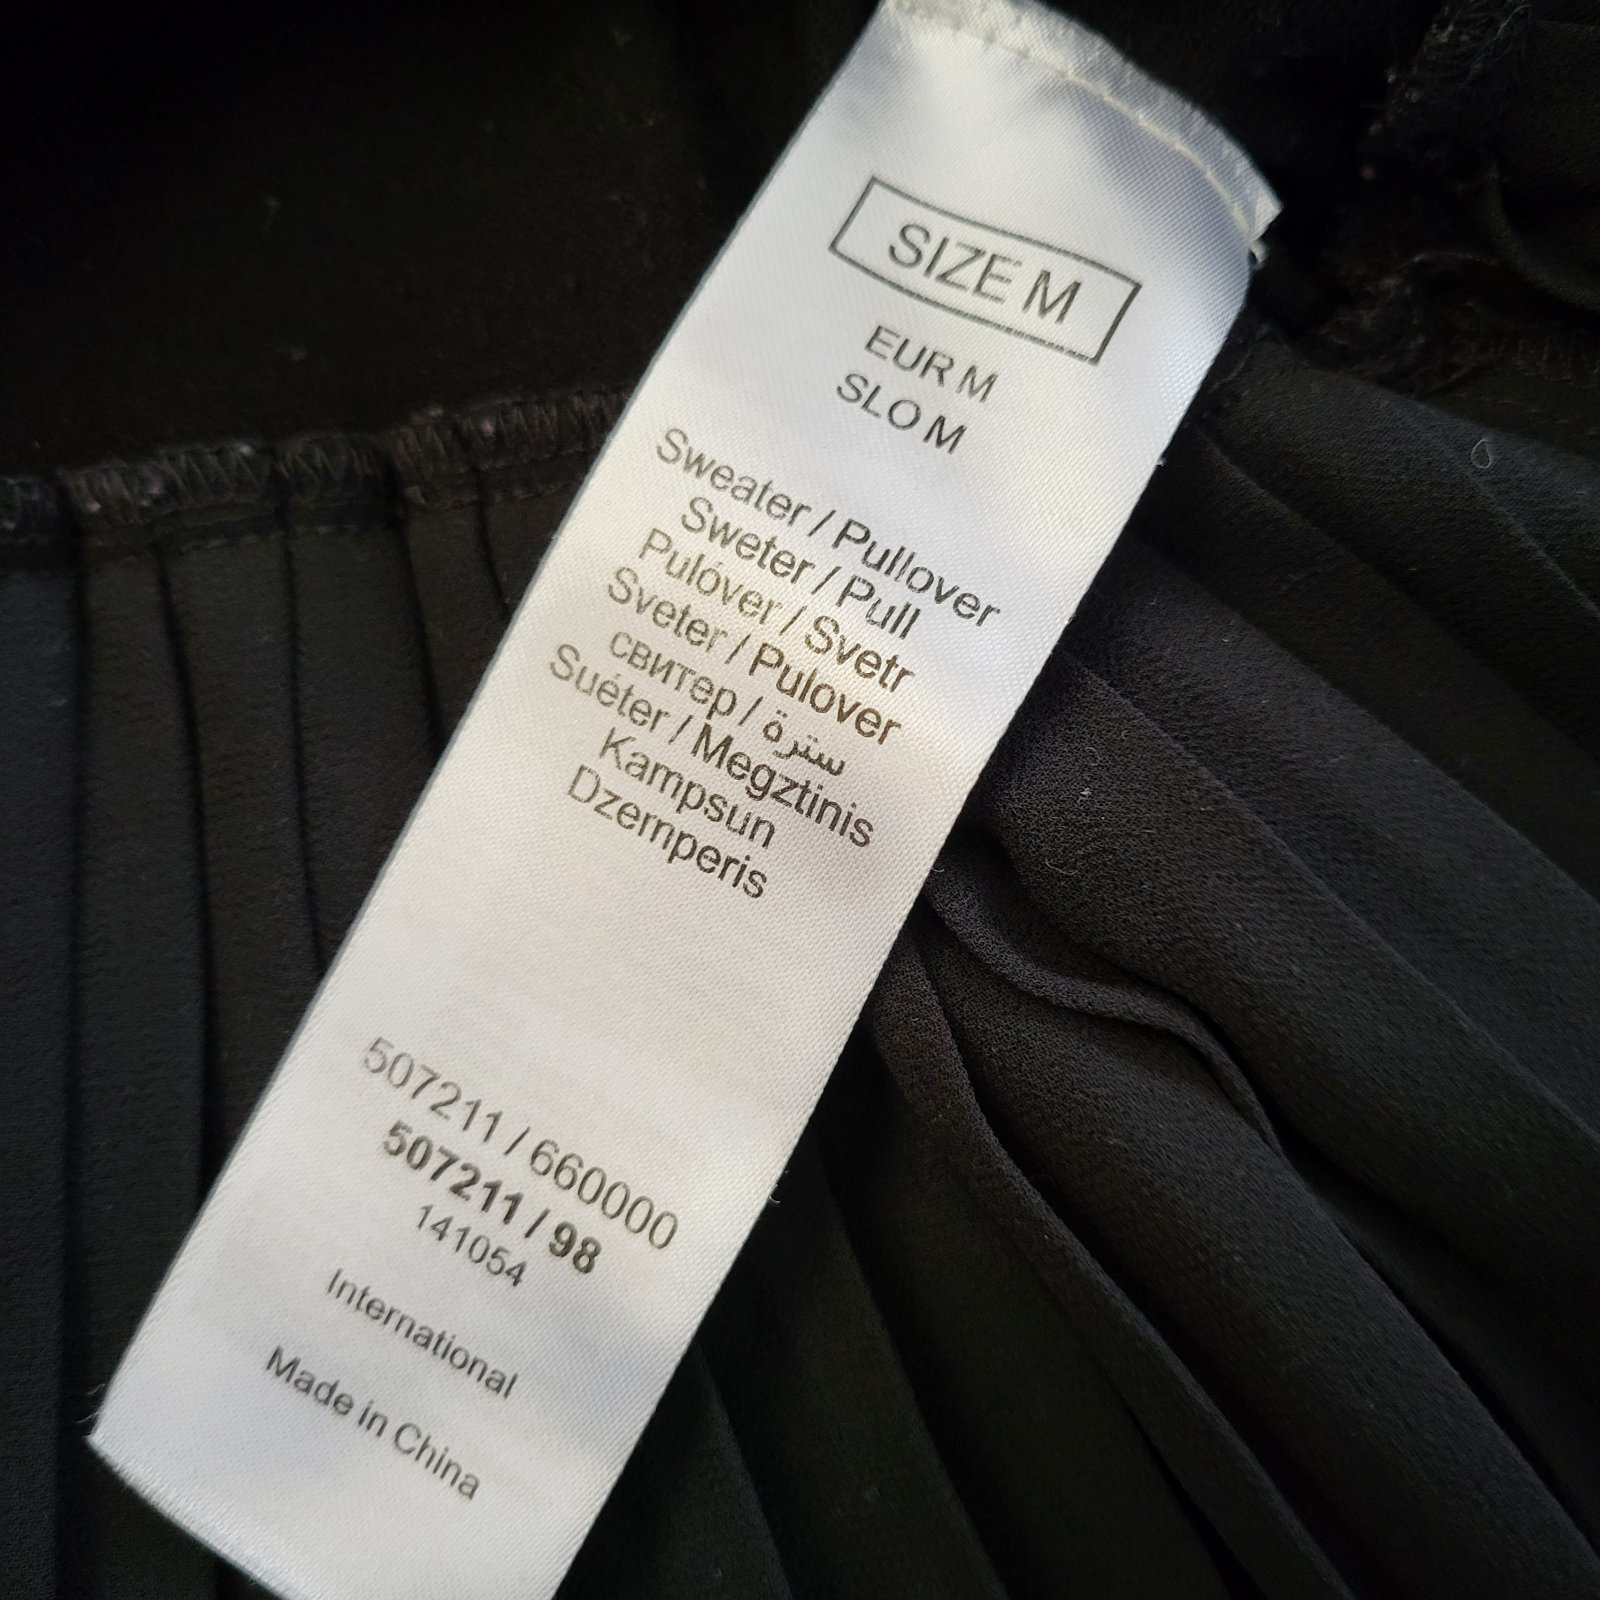 SIZE M
EUR M
SLO M
Sweater / Pullover
Sweter / Pull
Pulóver / Svetr
Sveter / Pulover
свитер / سترة
Suéter / Megztinis
Kampsun
Dzemperis
507211 / 660000
507211 / 98
141054
International
Made in China